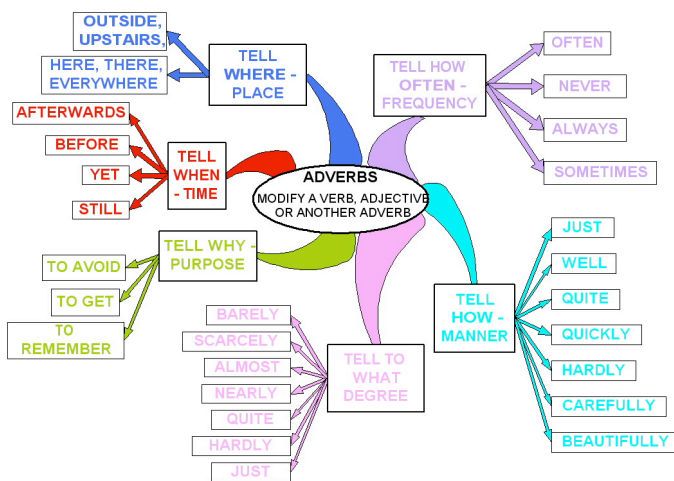 ADVERBS
MODIFY A VERB, ADJECTIVE
OR ANOTHER ADVERB
TELL
WHERE -
PLACE
OUTSIDE,
UPSTAIRS,
HERE, THERE,
EVERYWHERE
TELL HOW
OFTEN -
FREQUENCY
OFTEN
NEVER
ALWAYS
SOMETIMES
TELL
WHEN
- TIME
AFTERWARDS
BEFORE
YET
STILL
TELL WHY -
PURPOSE
TO AVOID
TO GET
TO
REMEMBER
TELL TO
WHAT
DEGREE
BARELY
SCARCELY
ALMOST
NEARLY
QUITE
HARDLY
JUST
TELL
HOW -
MANNER
JUST
WELL
QUITE
QUICKLY
HARDLY
CAREFULLY
BEAUTIFULLY